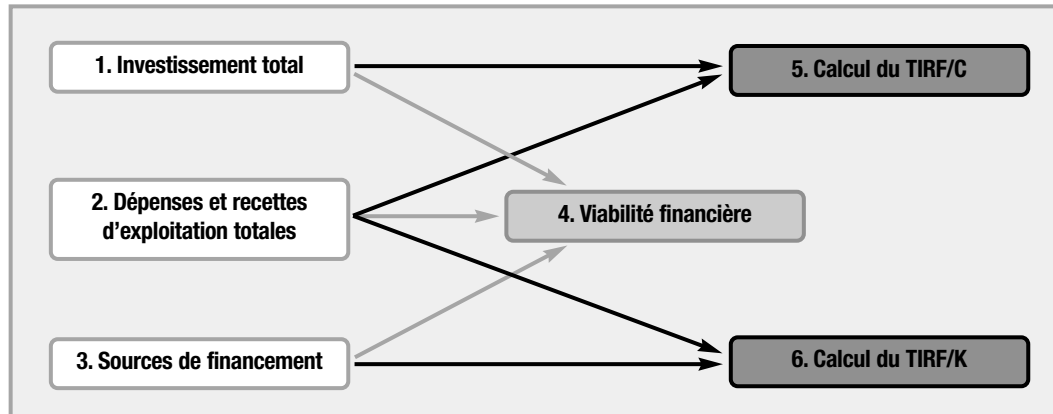 1. Investissement total
5. Calcul du TIRF/C
2. Dépenses et recettes
d’exploitation totales
4. Viabilité financière
3. Sources de financement
6. Calcul du TIRF/K